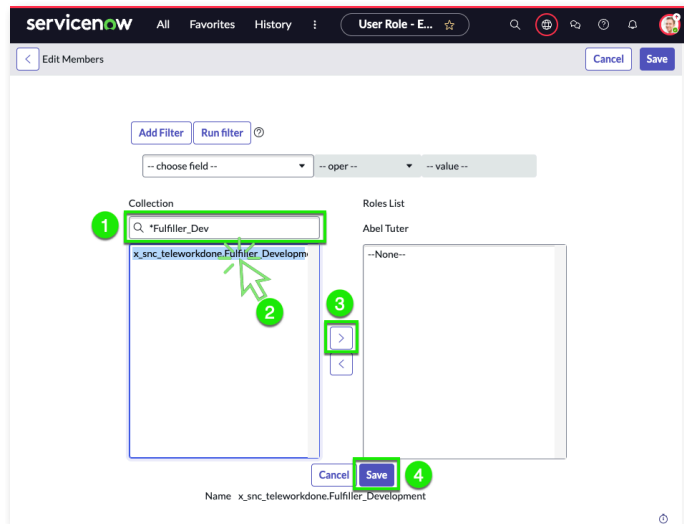 servicenow All Favorites History User Role - E...
Edit Members Cancel Save
Add Filter Run filter
-- choose field -- -- oper -- -- value --
Collection Roles List
1 *Fulfiller_Dev Abel Tuter
x_snc_teleworkdone.Fulfiller_Developm --None--
2
3
>
<
Cancel Save 4
Name x_snc_teleworkdone.Fulfiller_Development